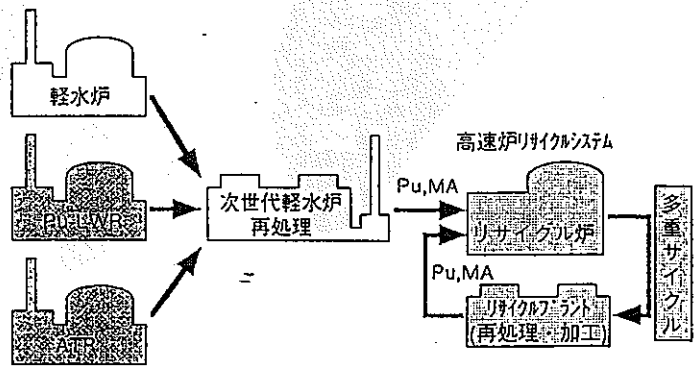 軽水炉
Pu-LWR
ATR
次世代軽水炉
再処理
高速炉リサイクルシステム
Pu,MA
リサイクル炉
Pu,MA
リサイクルプラント
(再処理・加工)
多重サイクル